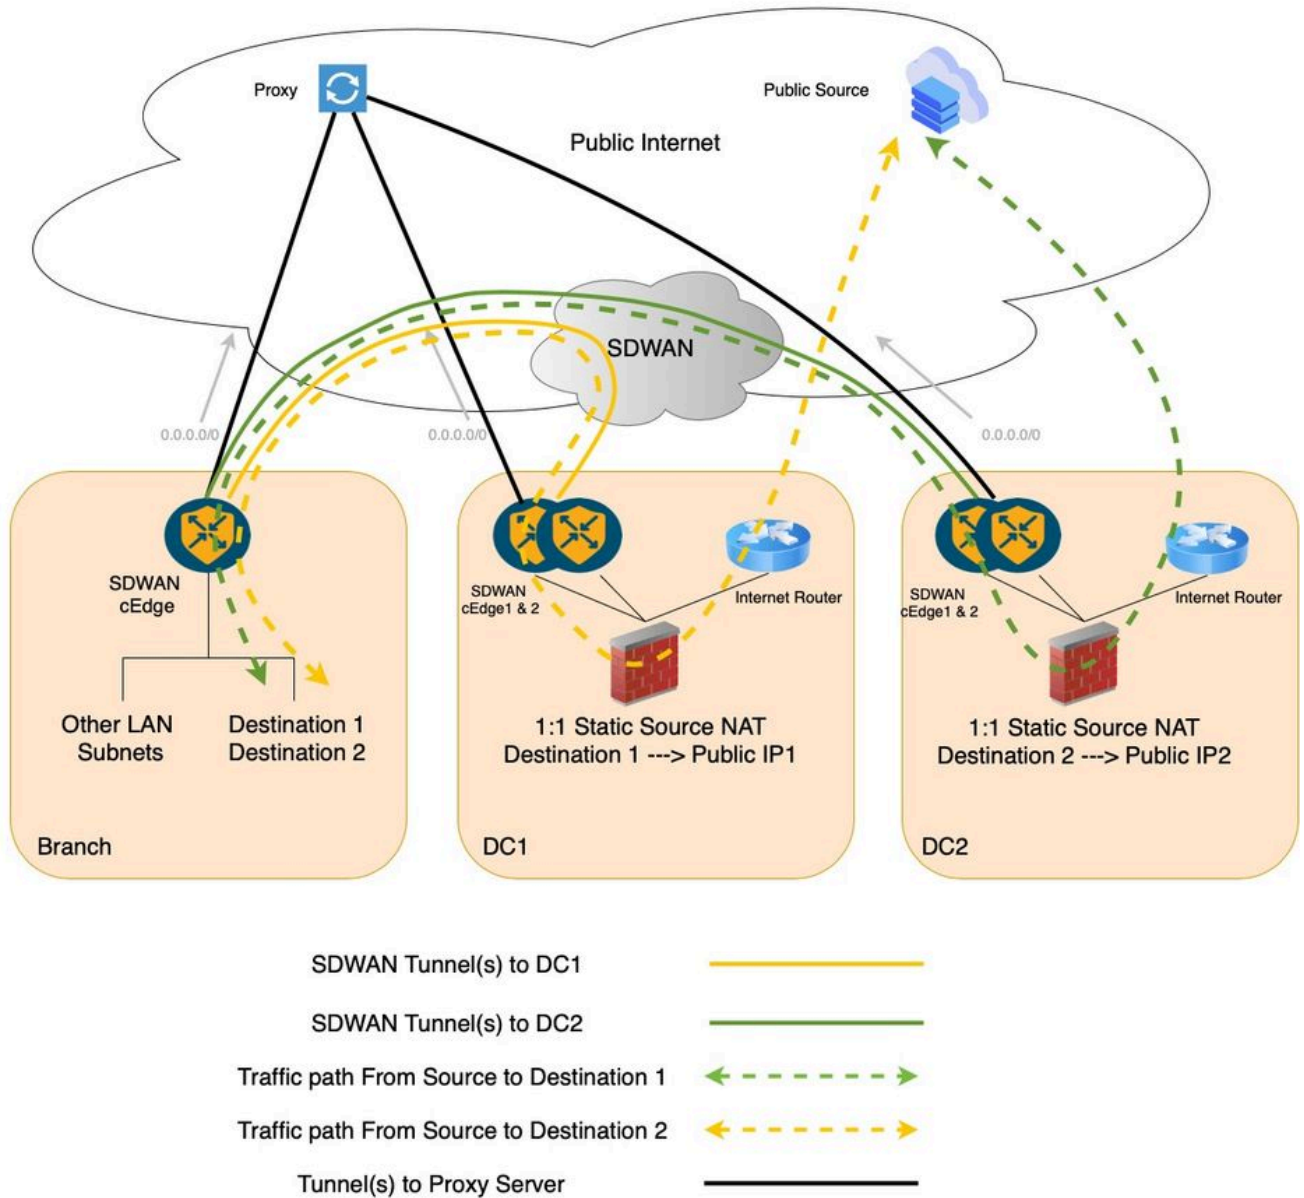 Proxy
Public Source
Public Internet
SDWAN
0.0.0.0/0
0.0.0.0/0
0.0.0.0/0
SDWAN
cEdge
Other LAN
Subnets
Destination 1
Destination 2
Branch
SDWAN
cEdge1 & 2
Internet Router
1:1 Static Source NAT
Destination 1 ---> Public IP1
DC1
SDWAN
cEdge1 & 2
Internet Router
1:1 Static Source NAT
Destination 2 ---> Public IP2
DC2
SDWAN Tunnel(s) to DC1
SDWAN Tunnel(s) to DC2
Traffic path From Source to Destination 1
Traffic path From Source to Destination 2
Tunnel(s) to Proxy Server